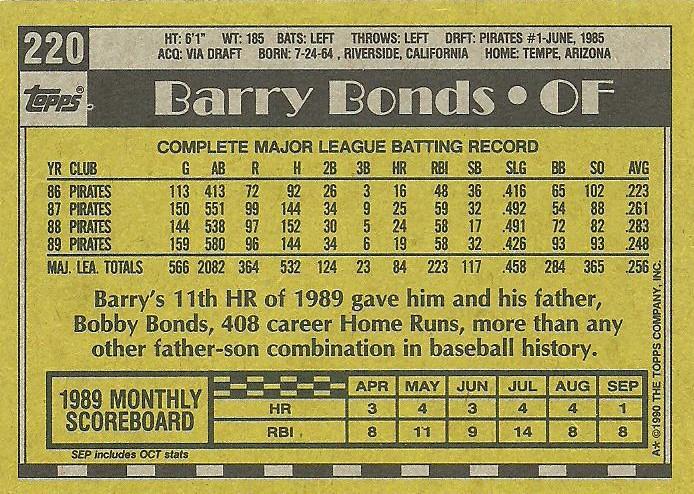 220
HT: 6'1" WT: 185 BATS: LEFT THROWS: LEFT DRFT: PIRATES #1-JUNE, 1985
ACQ: VIA DRAFT BORN: 7-24-64 , RIVERSIDE, CALIFORNIA HOME: TEMPE, ARIZONA
Topps®
Barry Bonds • OF
COMPLETE MAJOR LEAGUE BATTING RECORD
YR CLUB G AB R H 2B 3B HR RBI SB SLG BB SO AVG
86 PIRATES 113 413 72 92 26 3 16 48 36 .416 65 102 .223
87 PIRATES 150 551 99 144 34 9 25 59 32 .492 54 88 .261
88 PIRATES 144 538 97 152 30 5 24 58 17 .491 72 82 .283
89 PIRATES 159 580 96 144 34 6 19 58 32 .426 93 93 .248
MAJ. LEA. TOTALS 566 2082 364 532 124 23 84 223 117 .458 284 365 .256
Barry's 11th HR of 1989 gave him and his father,
Bobby Bonds, 408 career Home Runs, more than any
other father-son combination in baseball history.
1989 MONTHLY
SCOREBOARD
APR MAY JUN JUL AUG SEP
HR 3 4 3 4 4 1
RBI 8 11 9 14 8 8
SEP includes OCT stats
A* ©1990 THE TOPPS COMPANY, INC.